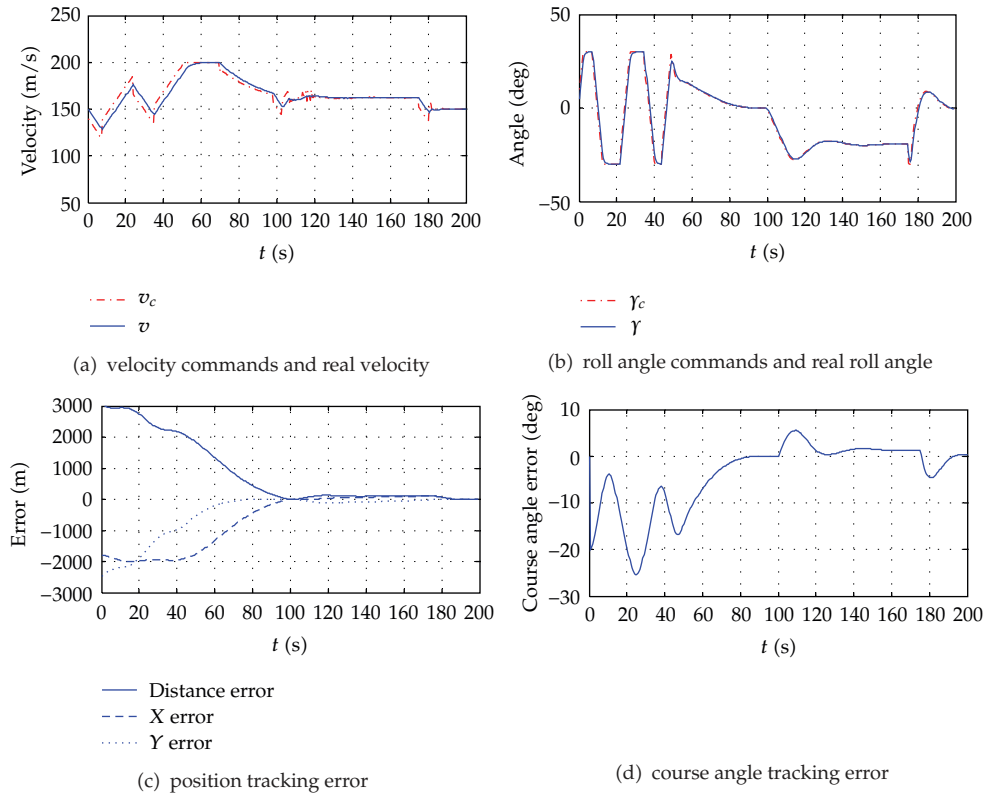 250
200
150
100
50
Velocity (m/s)
0 20 40 60 80 100 120 140 160 180 200
t (s)
v_c
v
(a) velocity commands and real velocity
50
0
−50
Angle (deg)
0 20 40 60 80 100 120 140 160 180 200
t (s)
γ_c
γ
(b) roll angle commands and real roll angle
3000
2000
1000
0
−1000
−2000
−3000
Error (m)
0 20 40 60 80 100 120 140 160 180 200
t (s)
Distance error
X error
Y error
(c) position tracking error
10
0
−10
−20
−30
Course angle error (deg)
0 20 40 60 80 100 120 140 160 180 200
t (s)
(d) course angle tracking error